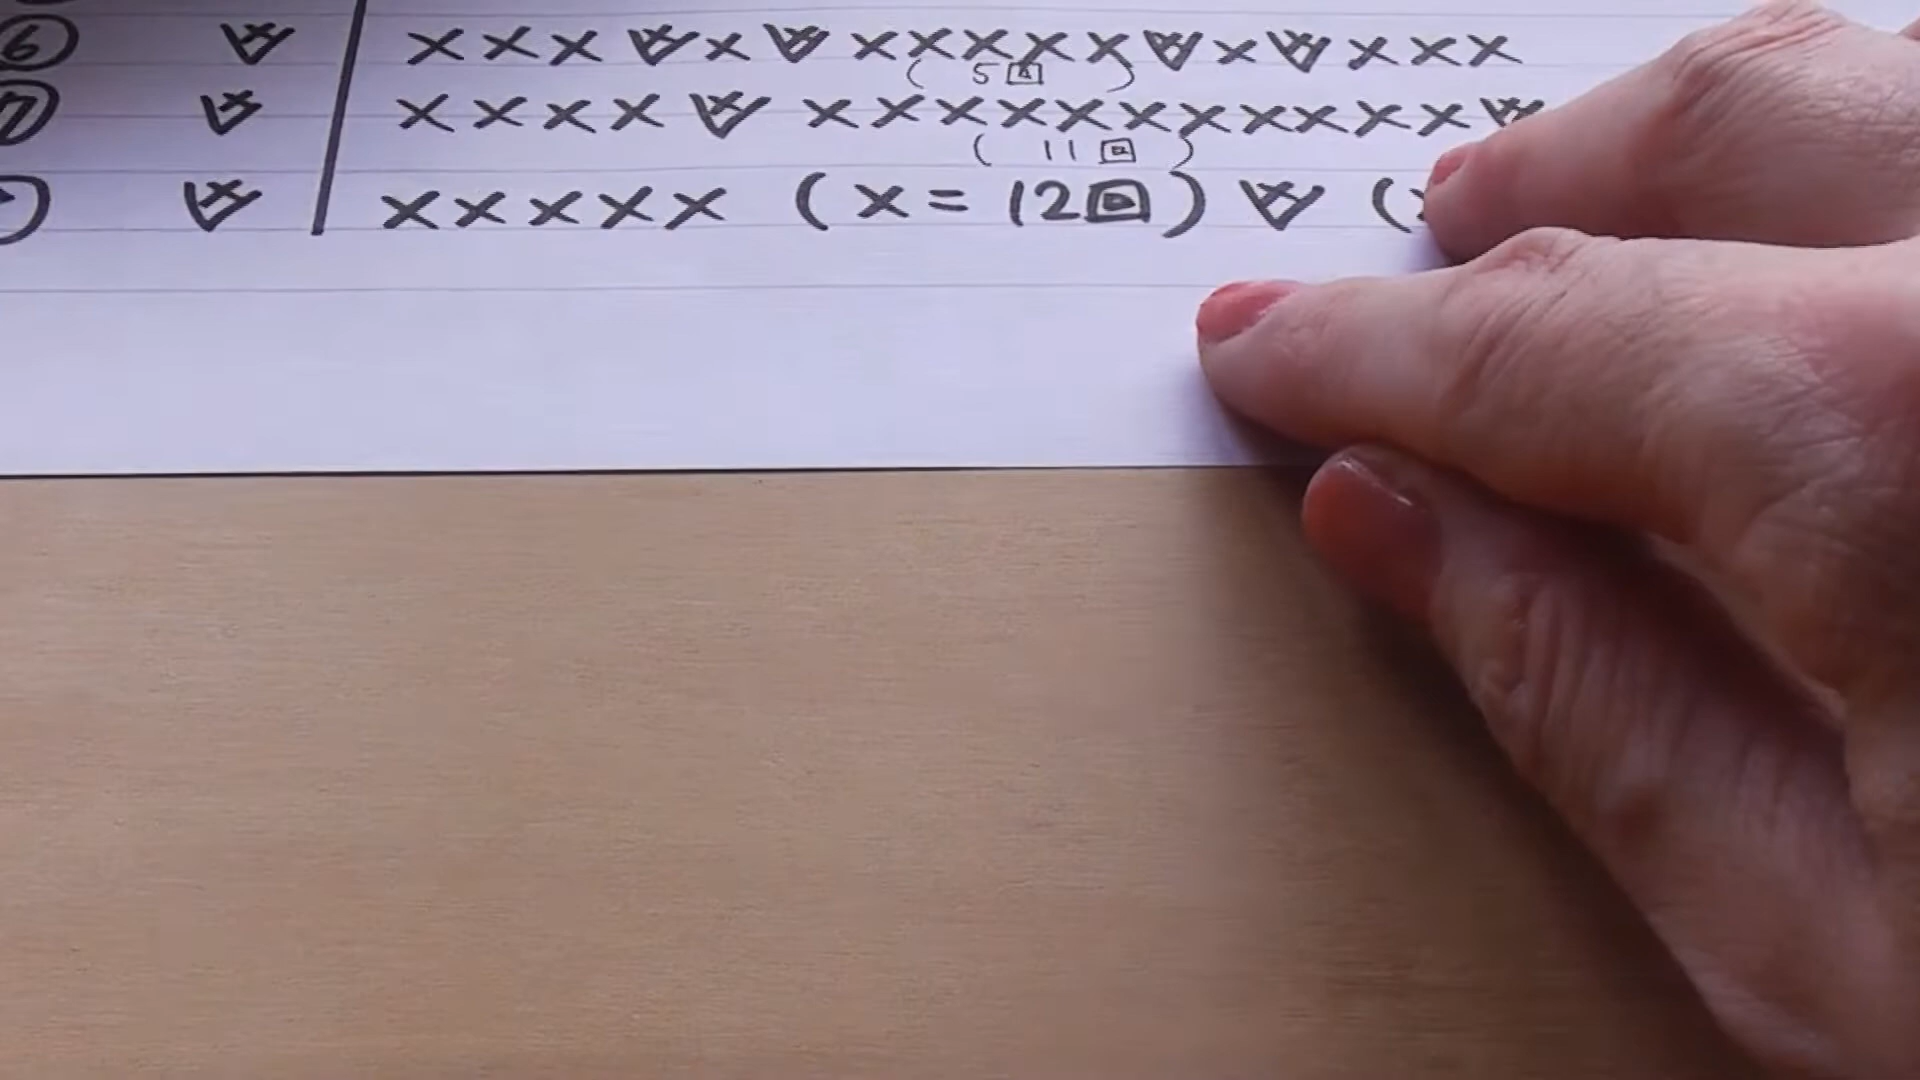 ⑥ V | x x x V x V x x x x x V x V x x x
( 5回 )
⑦ V | x x x x V x x x x x x x x x x x V
( 11回 )
V | x x x x x ( x = 12回 ) V (